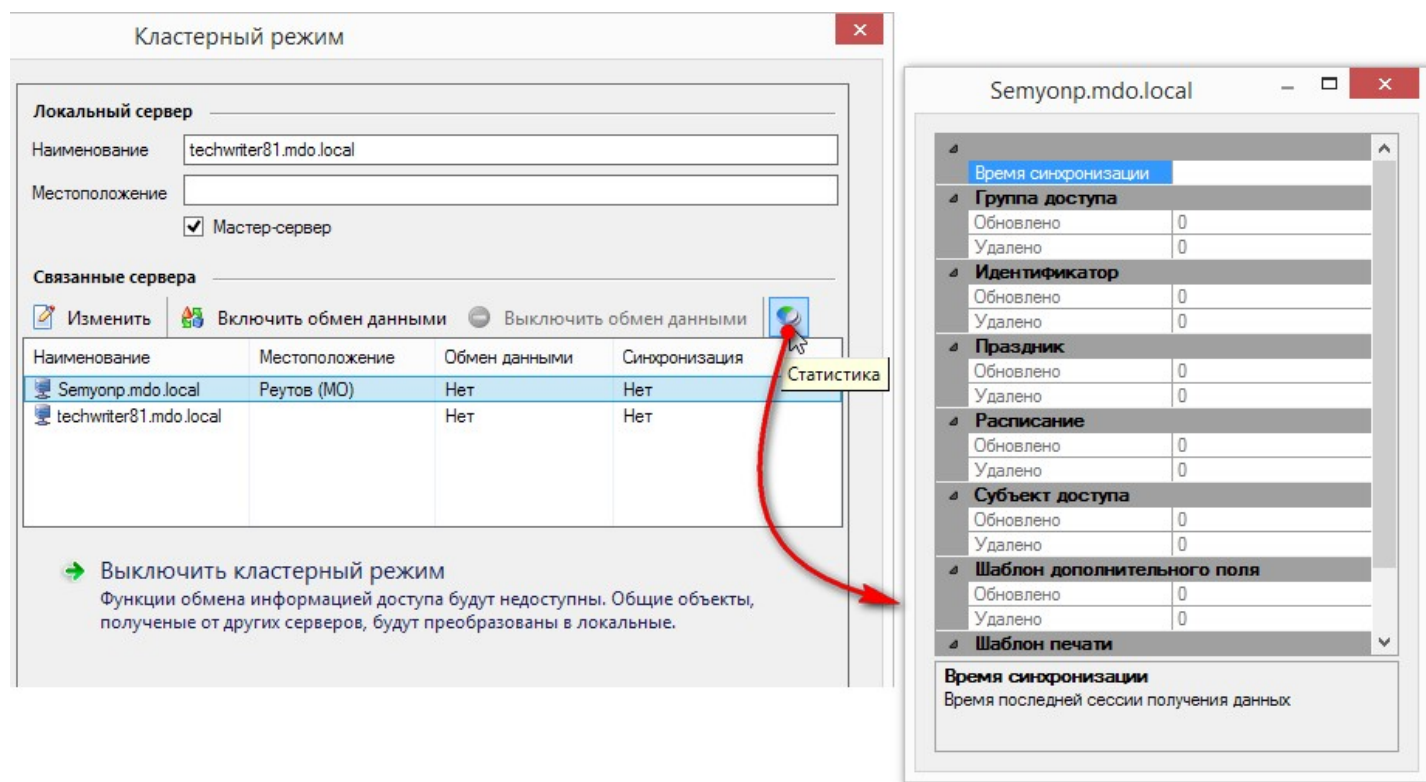 Кластерный режим
Локальный сервер
Наименование techwriter81.mdo.local
Местоположение
Мастер-сервер
Связанные сервера
Изменить Включить обмен данными Выключить обмен данными
Наименование Местоположение Обмен данными Синхронизация
Статистика
Semyonp.mdo.local Реутов (МО) Нет Нет
techwriter81.mdo.local Нет Нет
Выключить кластерный режим
Функции обмена информацией доступа будут недоступны. Общие объекты,
полученые от других серверов, будут преобразованы в локальные.
Semyonp.mdo.local
Время синхронизации
Группа доступа
Обновлено 0
Удалено 0
Идентификатор
Обновлено 0
Удалено 0
Праздник
Обновлено 0
Удалено 0
Расписание
Обновлено 0
Удалено 0
Субъект доступа
Обновлено 0
Удалено 0
Шаблон дополнительного поля
Обновлено 0
Удалено 0
Шаблон печати
Время синхронизации
Время последней сессии получения данных